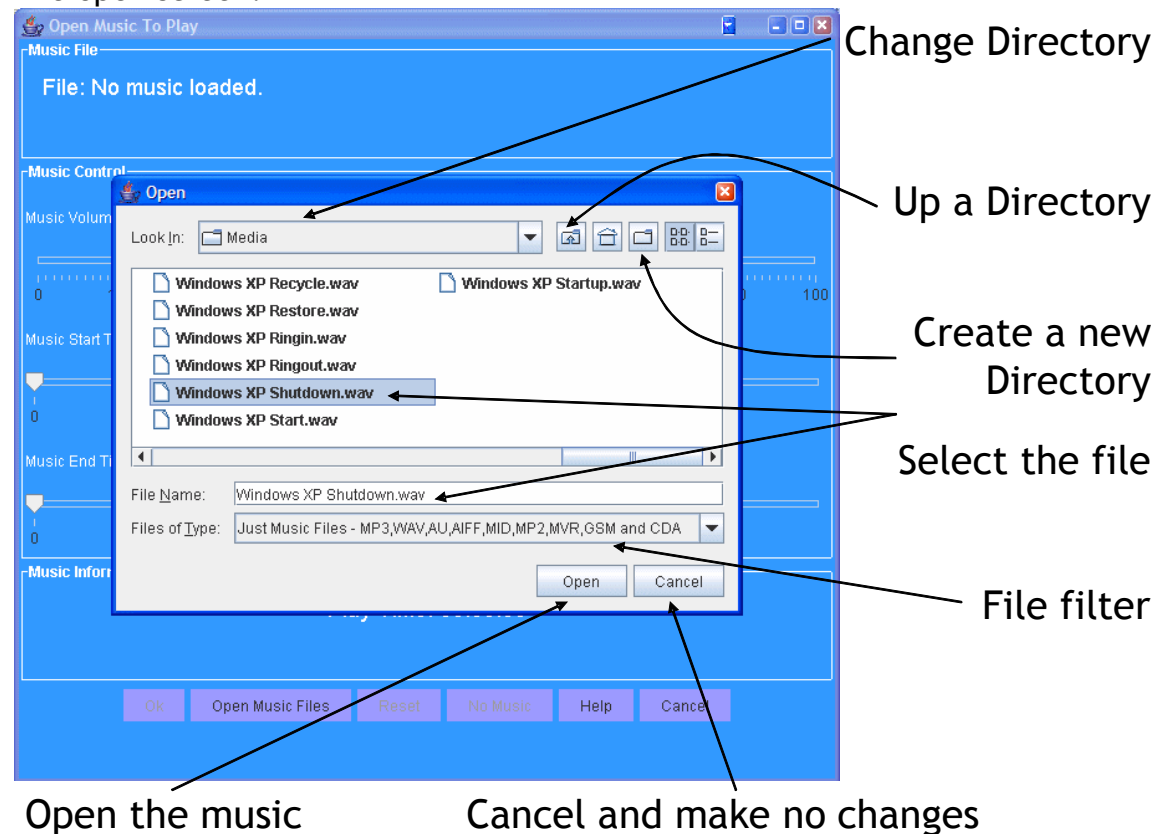 Open Music To Play
Music File
Change Directory
File: No music loaded.
Music Control
Open
Music Volum
Up a Directory
Look In: Media
Windows XP Recycle.wav Windows XP Startup.wav
0 100
Windows XP Restore.wav
Create a new
Directory
Music Start T
Windows XP Ringin.wav
Windows XP Ringout.wav
Windows XP Shutdown.wav
0
Windows XP Start.wav
Select the file
Music End Ti
File Name: Windows XP Shutdown.wav
Files of Type: Just Music Files - MP3,WAV,AU,AIFF,MID,MP2,MVR,GSM and CDA
0
Music Inforr
Open Cancel
File filter
Ok Open Music Files Reset No Music Help Cancel
Open the music Cancel and make no changes